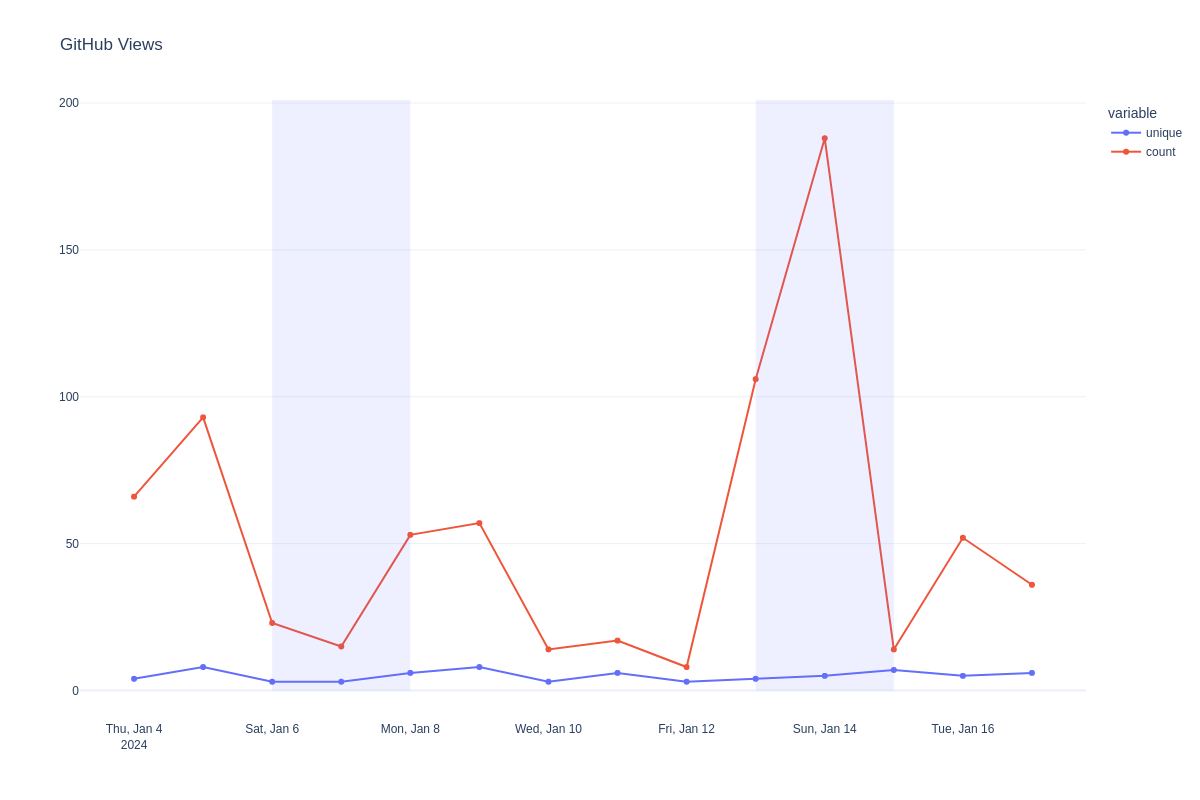 GitHub Views
200
150
100
50
0
Thu, Jan 4
2024
Sat, Jan 6
Mon, Jan 8
Wed, Jan 10
Fri, Jan 12
Sun, Jan 14
Tue, Jan 16
variable
unique
count